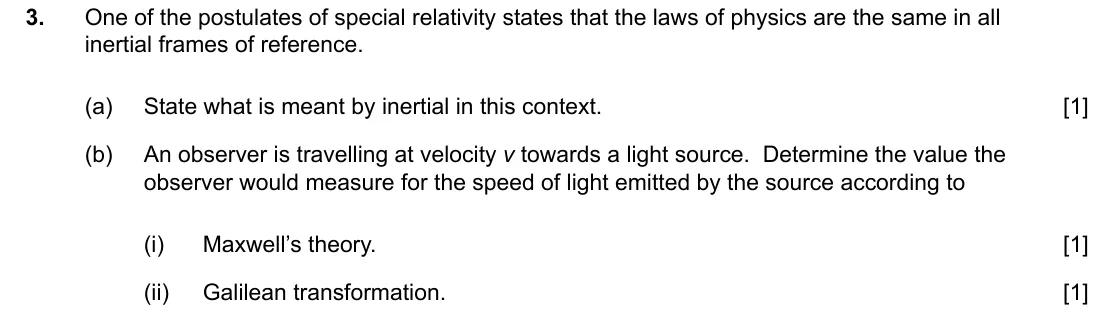 3. One of the postulates of special relativity states that the laws of physics are the same in all
inertial frames of reference.
(a) State what is meant by inertial in this context. [1]
(b) An observer is travelling at velocity v towards a light source. Determine the value the
observer would measure for the speed of light emitted by the source according to
(i) Maxwell's theory. [1]
(ii) Galilean transformation. [1]